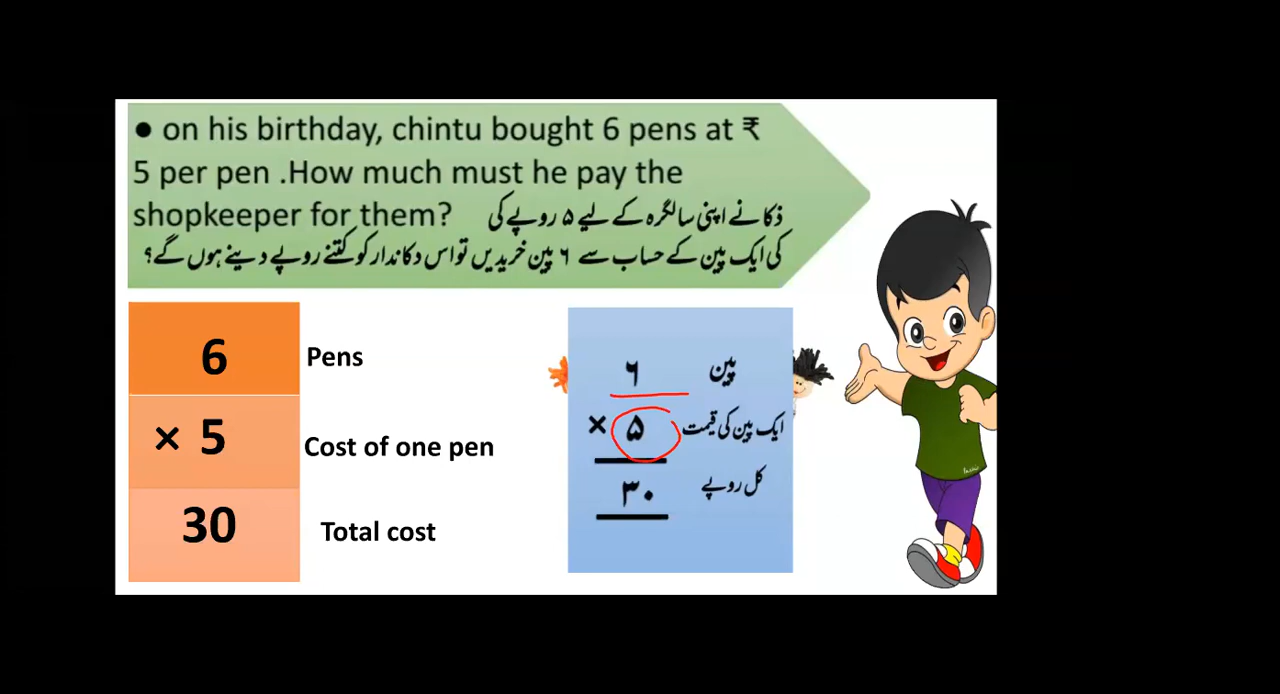 ● on his birthday, chintu bought 6 pens at ₹
5 per pen .How much must he pay the
shopkeeper for them? ذکا نے اپنی سالگرہ کے لیے ۵ روپے کی
کی ایک پین کے حساب سے ۶ پین خریدیں تو اس دکاندار کو کتنے روپے دینے ہوں گے؟
6 Pens
× 5 Cost of one pen
30 Total cost
۶ پین
× ۵ ایک پین کی قیمت
۳۰ کل روپے